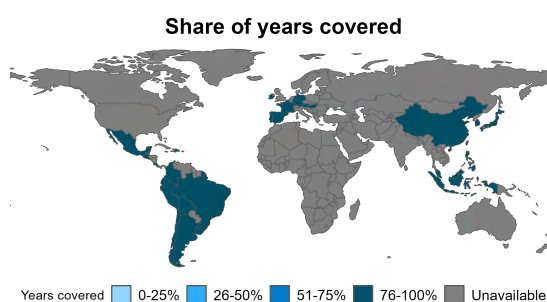 Share of years covered
Years covered 0-25% 26-50% 51-75% 76-100% Unavailable